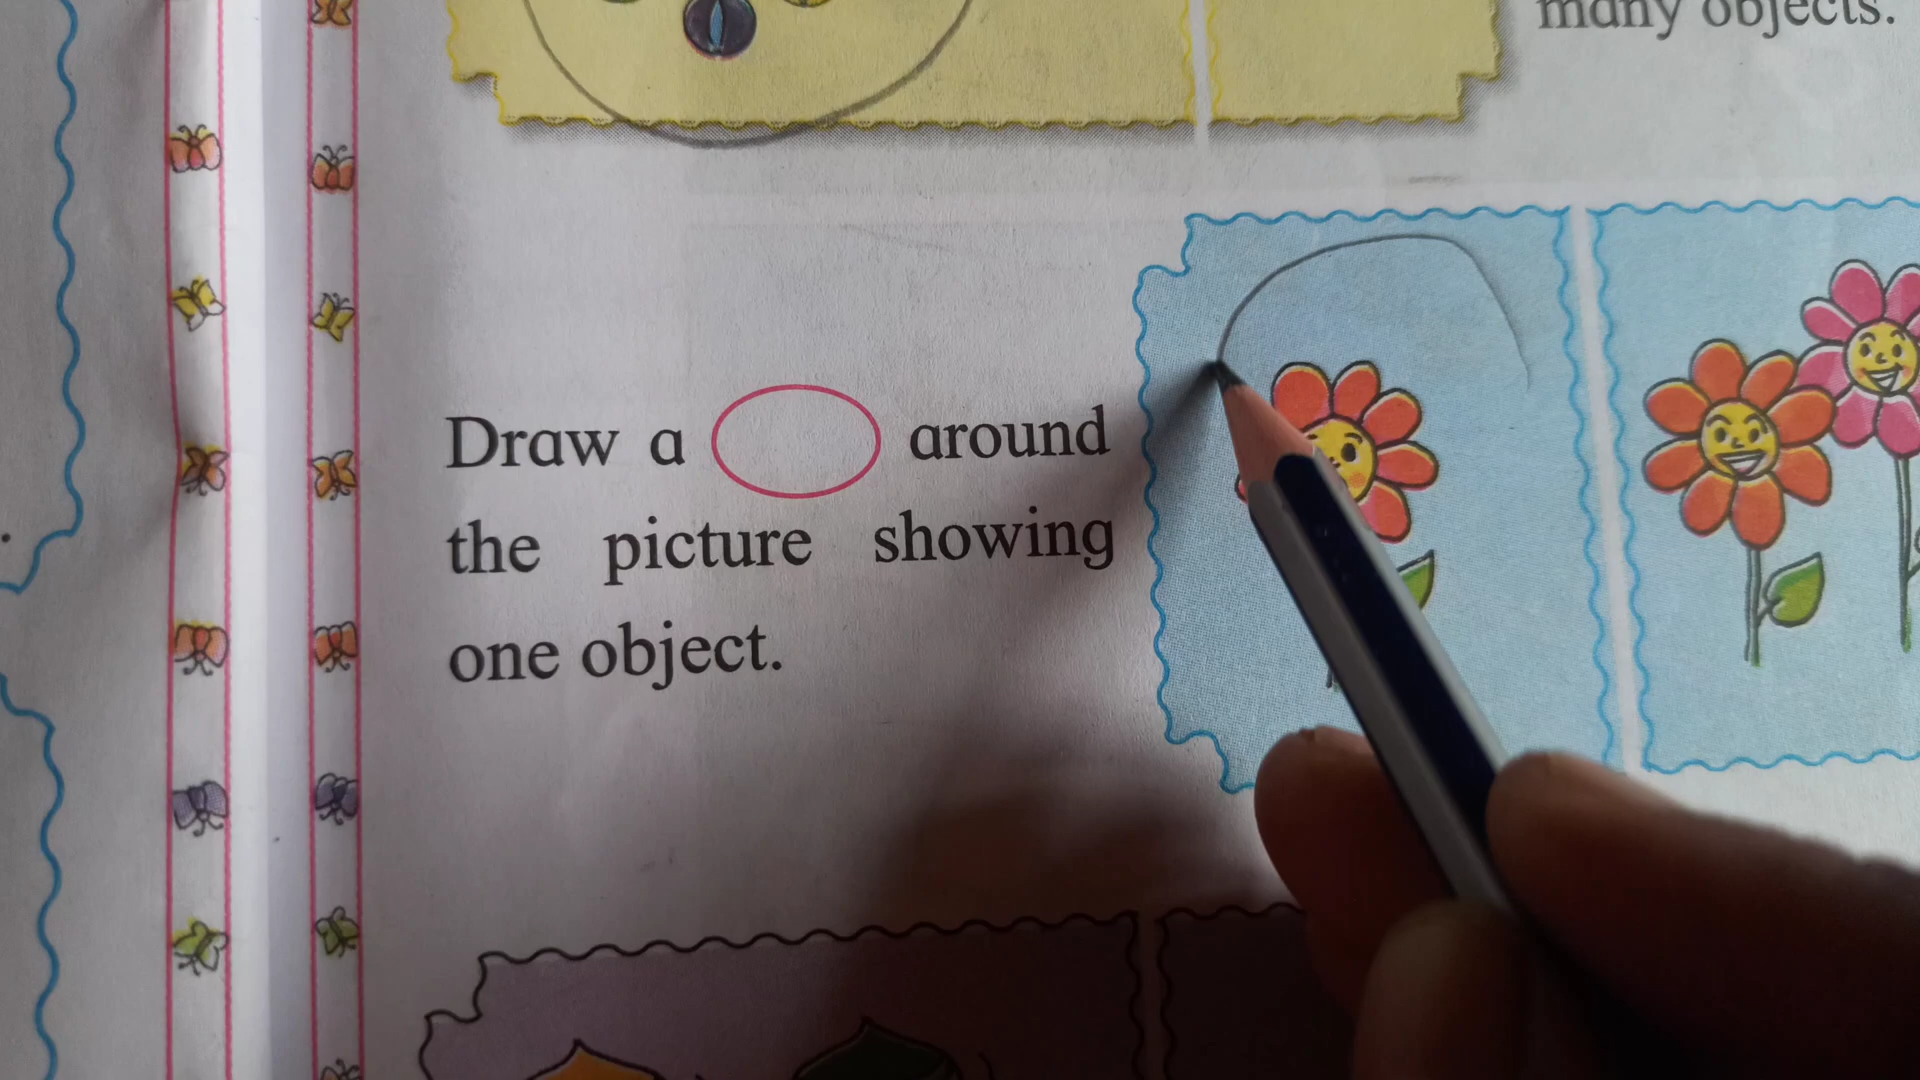 many objects.
Draw a around
the picture showing
one object.